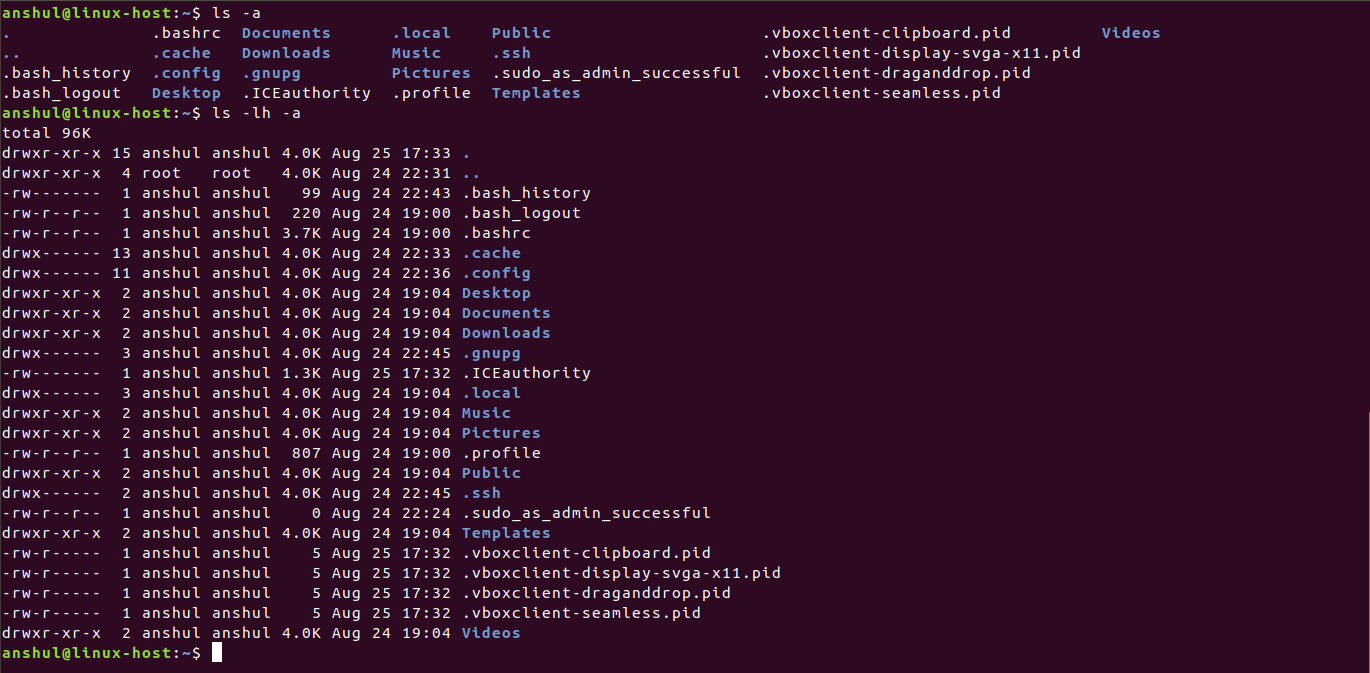 anshul@linux-host:~$ ls -a
.              .bashrc  Documents     .local    Public                     .vboxclient-clipboard.pid         Videos
..             .cache   Downloads     Music     .ssh                       .vboxclient-display-svga-x11.pid
.bash_history  .config  .gnupg        Pictures  .sudo_as_admin_successful  .vboxclient-draganddrop.pid
.bash_logout   Desktop  .ICEauthority  .profile  Templates                  .vboxclient-seamless.pid
anshul@linux-host:~$ ls -lh -a
total 96K
drwxr-xr-x 15 anshul anshul 4.0K Aug 25 17:33 .
drwxr-xr-x  4 root   root   4.0K Aug 24 22:31 ..
-rw-------  1 anshul anshul   99 Aug 24 22:43 .bash_history
-rw-r--r--  1 anshul anshul  220 Aug 24 19:00 .bash_logout
-rw-r--r--  1 anshul anshul 3.7K Aug 24 19:00 .bashrc
drwx------ 13 anshul anshul 4.0K Aug 24 22:33 .cache
drwx------ 11 anshul anshul 4.0K Aug 24 22:36 .config
drwxr-xr-x  2 anshul anshul 4.0K Aug 24 19:04 Desktop
drwxr-xr-x  2 anshul anshul 4.0K Aug 24 19:04 Documents
drwxr-xr-x  2 anshul anshul 4.0K Aug 24 19:04 Downloads
drwx------  3 anshul anshul 4.0K Aug 24 22:45 .gnupg
-rw-------  1 anshul anshul 1.3K Aug 25 17:32 .ICEauthority
drwx------  3 anshul anshul 4.0K Aug 24 19:04 .local
drwxr-xr-x  2 anshul anshul 4.0K Aug 24 19:04 Music
drwxr-xr-x  2 anshul anshul 4.0K Aug 24 19:04 Pictures
-rw-r--r--  1 anshul anshul  807 Aug 24 19:00 .profile
drwxr-xr-x  2 anshul anshul 4.0K Aug 24 19:04 Public
drwx------  2 anshul anshul 4.0K Aug 24 22:45 .ssh
-rw-r--r--  1 anshul anshul    0 Aug 24 22:24 .sudo_as_admin_successful
drwxr-xr-x  2 anshul anshul 4.0K Aug 24 19:04 Templates
-rw-r-----  1 anshul anshul    5 Aug 25 17:32 .vboxclient-clipboard.pid
-rw-r-----  1 anshul anshul    5 Aug 25 17:32 .vboxclient-display-svga-x11.pid
-rw-r-----  1 anshul anshul    5 Aug 25 17:32 .vboxclient-draganddrop.pid
-rw-r-----  1 anshul anshul    5 Aug 25 17:32 .vboxclient-seamless.pid
drwxr-xr-x  2 anshul anshul 4.0K Aug 24 19:04 Videos
anshul@linux-host:~$